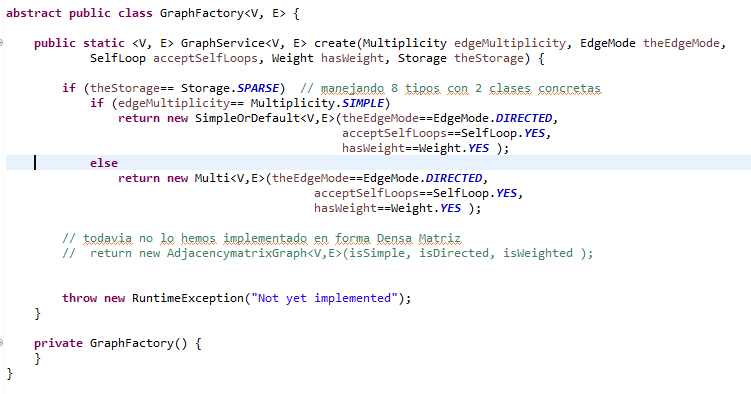 abstract public class GraphFactory<V, E> {
public static <V, E> GraphService<V, E> create(Multiplicity edgeMultiplicity, EdgeMode theEdgeMode,
SelfLoop acceptSelfLoops, Weight hasWeight, Storage theStorage) {
if (theStorage== Storage.SPARSE)  // manejando 8 tipos con 2 clases concretas
if (edgeMultiplicity== Multiplicity.SIMPLE)
return new SimpleOrDefault<V,E>(theEdgeMode==EdgeMode.DIRECTED,
acceptSelfLoops==SelfLoop.YES,
hasWeight==Weight.YES );
else
return new Multi<V,E>(theEdgeMode==EdgeMode.DIRECTED,
acceptSelfLoops==SelfLoop.YES,
hasWeight==Weight.YES );
// todavia no lo hemos implementado en forma Densa Matriz
//  return new AdjacencymatrixGraph<V,E>(isSimple, isDirected, isWeighted );
throw new RuntimeException("Not yet implemented");
}
private GraphFactory() {
}
}